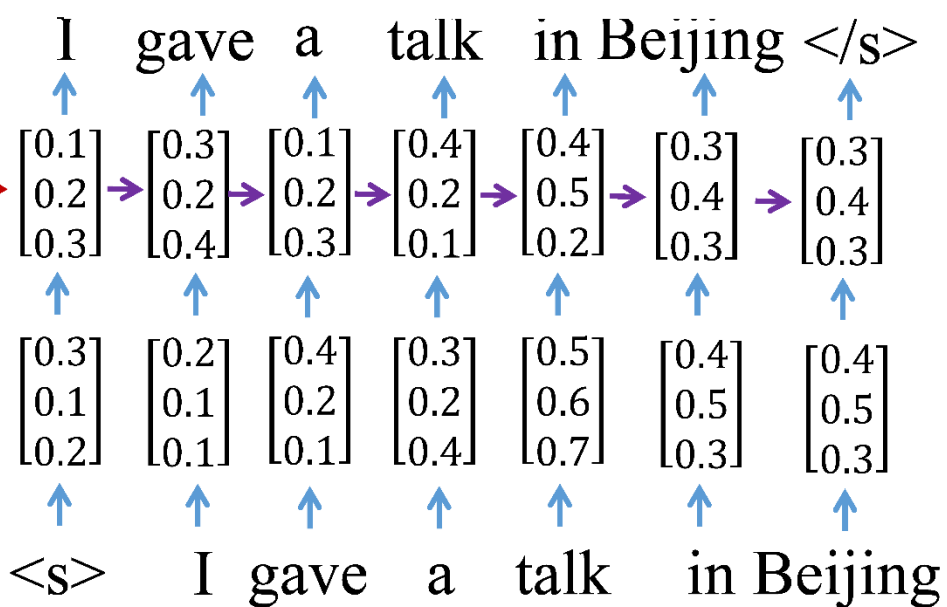 I gave a talk in Beijing </s>
0.1 0.3 0.1 0.4 0.4 0.3 0.3
0.2 0.2 0.2 0.2 0.5 0.4 0.4
0.3 0.4 0.3 0.1 0.2 0.3 0.3
0.3 0.2 0.4 0.3 0.5 0.4 0.4
0.1 0.1 0.2 0.2 0.6 0.5 0.5
0.2 0.1 0.1 0.4 0.7 0.3 0.3
<s> I gave a talk in Beijing